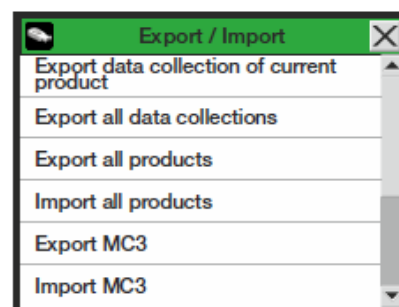 Export / Import
Export data collection of current
product
Export all data collections
Export all products
Import all products
Export MC3
Import MC3